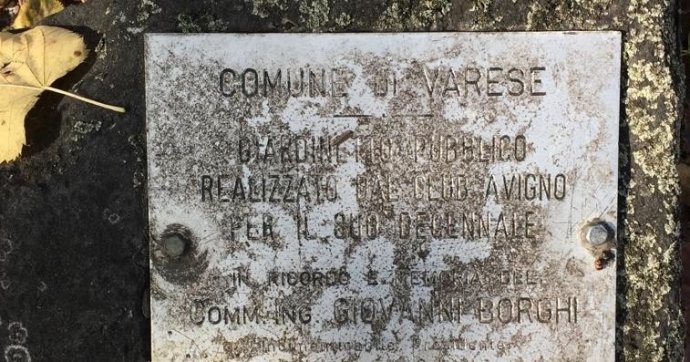 COMUNE DI VARESE
GIARDINETTO PUBBLICO
REALIZZATO DAL CLUB AVIGNO
PER IL SUO DECENNALE
IN RICORDO E MEMORIA DEL
COMM. ING. GIOVANNI BORGHI
Presidente